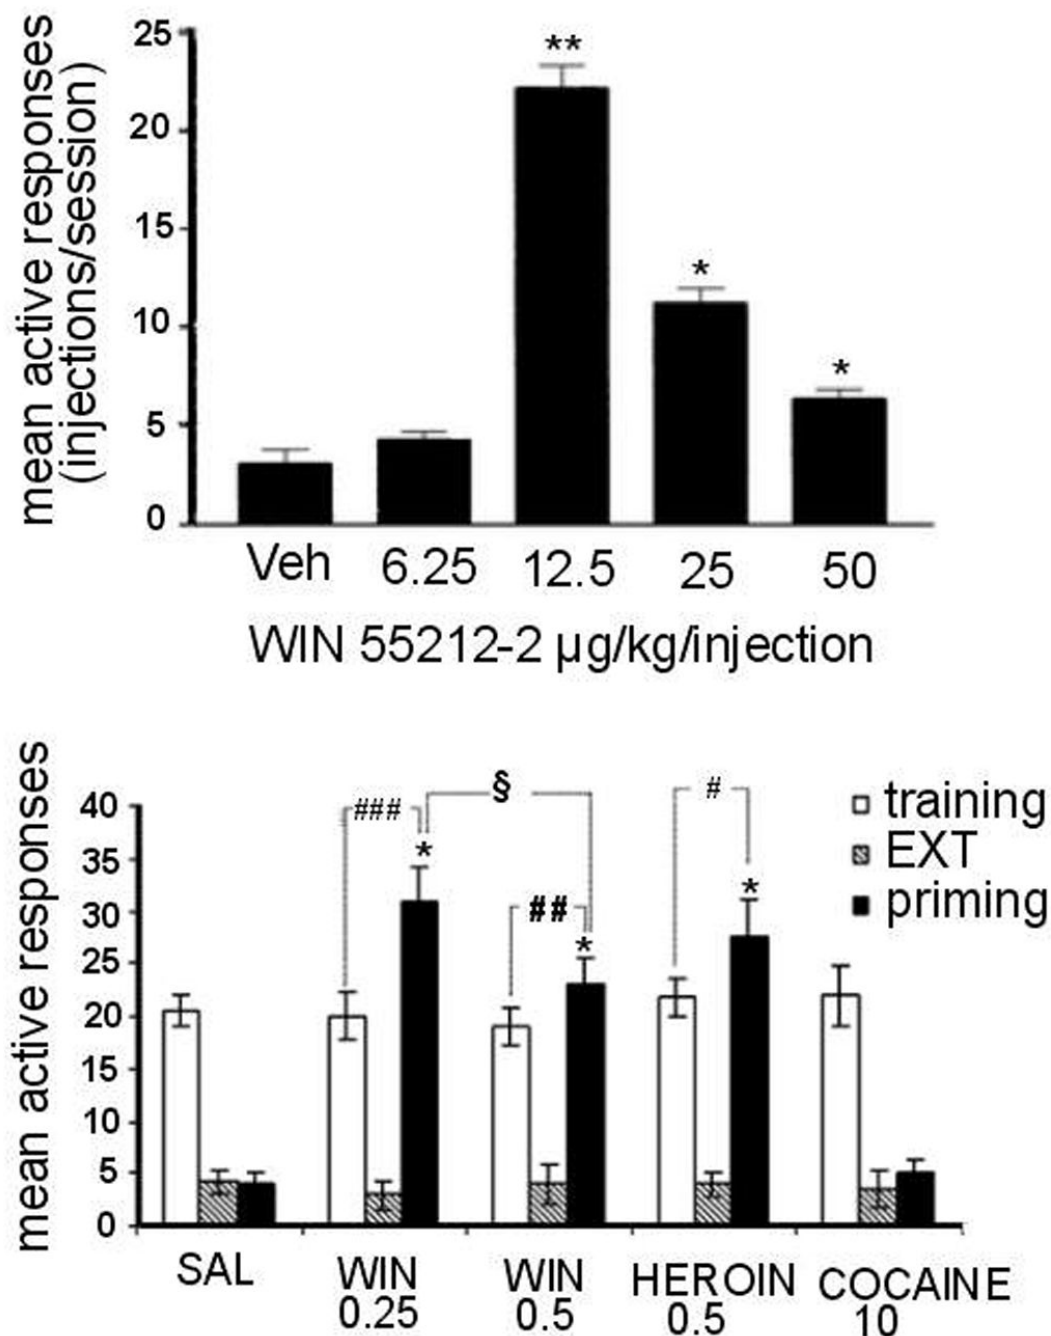 mean active responses
(injections/session)
25
20
15
10
5
0
**
*
*
Veh 6.25 12.5 25 50
WIN 55212-2 µg/kg/injection
mean active responses
40
35
30
25
20
15
10
5
0
### § #
*
## *
*
training
EXT
priming
SAL WIN WIN HEROIN COCAINE
0.25 0.5 0.5 10